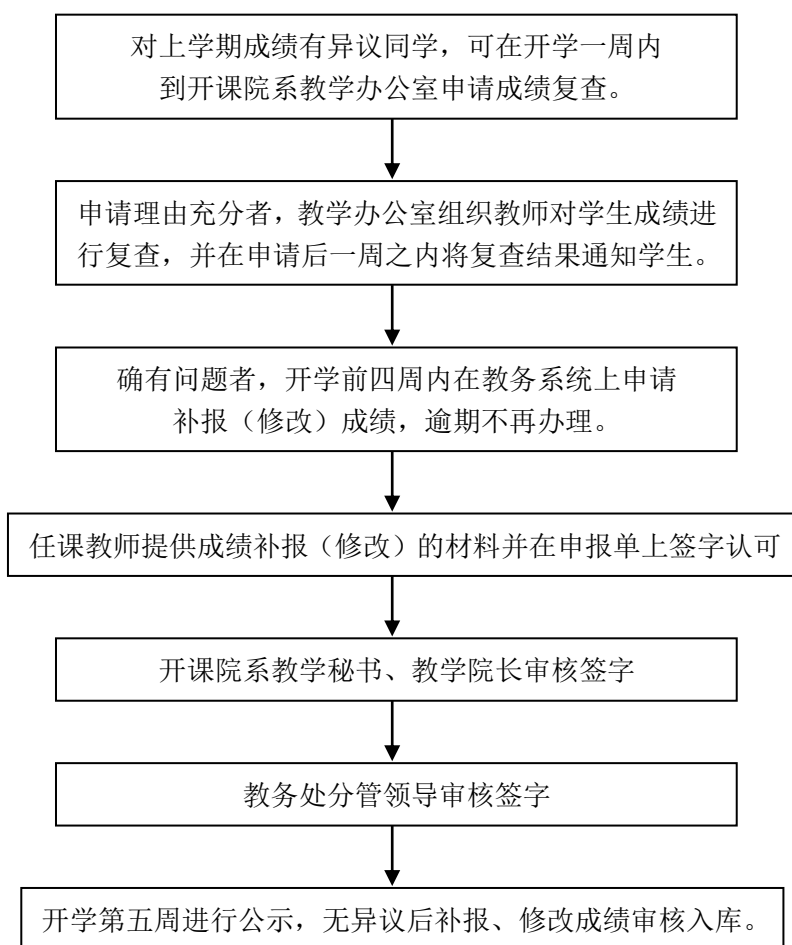 对上学期成绩有异议同学，可在开学一周内
到开课院系教学办公室申请成绩复查。
申请理由充分者，教学办公室组织教师对学生成绩进
行复查，并在申请后一周之内将复查结果通知学生。
确有问题者，开学前四周内在教务系统上申请
补报（修改）成绩，逾期不再办理。
任课教师提供成绩补报（修改）的材料并在申报单上签字认可
开课院系教学秘书、教学院长审核签字
教务处分管领导审核签字
开学第五周进行公示，无异议后补报、修改成绩审核入库。